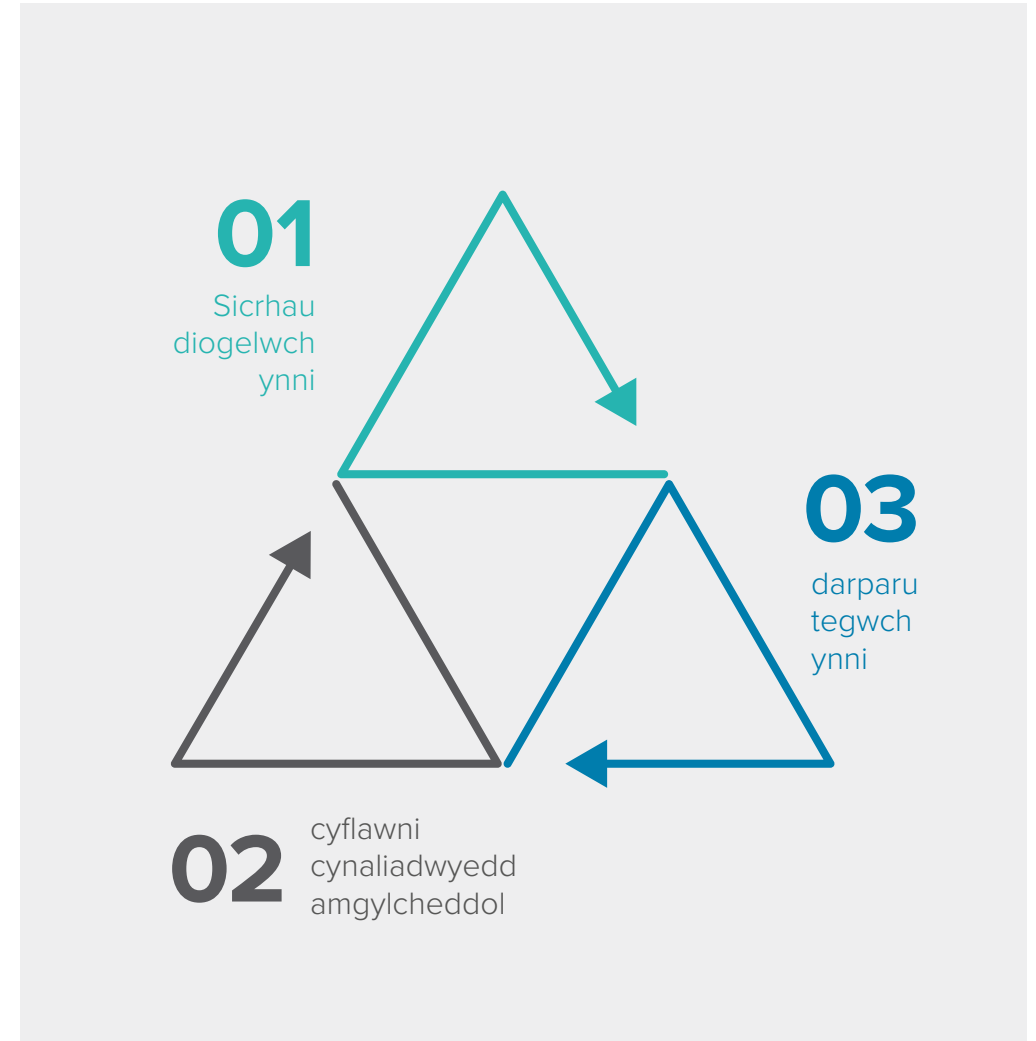 01
Sicrhau
diogelwch
ynni
03
darparu
tegwch
ynni
02
cyflawni
cynaliadwyedd
amgylcheddol